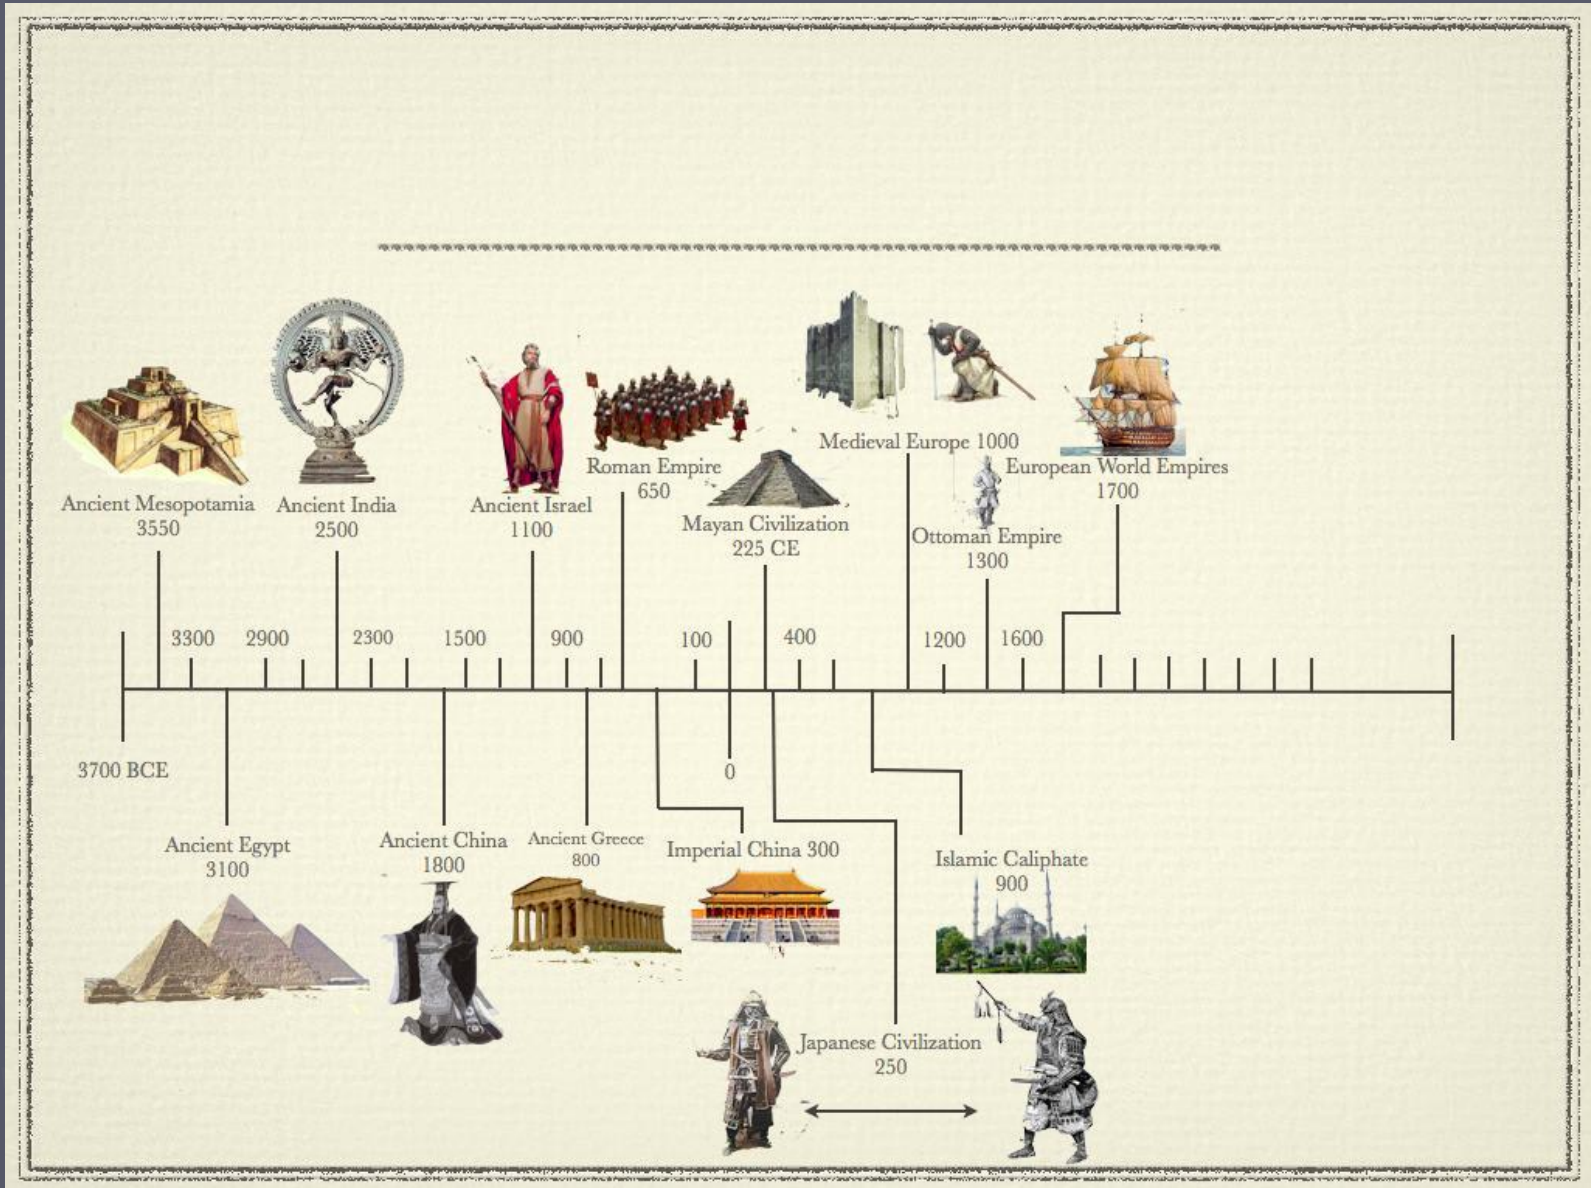 Medieval Europe 1000
Roman Empire
650
European World Empires
1700
Ancient Mesopotamia
3550
Ancient India
2500
Ancient Israel
1100
Mayan Civilization
225 CE
Ottoman Empire
1300
3300
2900
2300
1500
900
100
400
1200
1600
3700 BCE
0
Ancient Egypt
3100
Ancient China
1800
Ancient Greece
800
Imperial China 300
Islamic Caliphate
900
Japanese Civilization
250